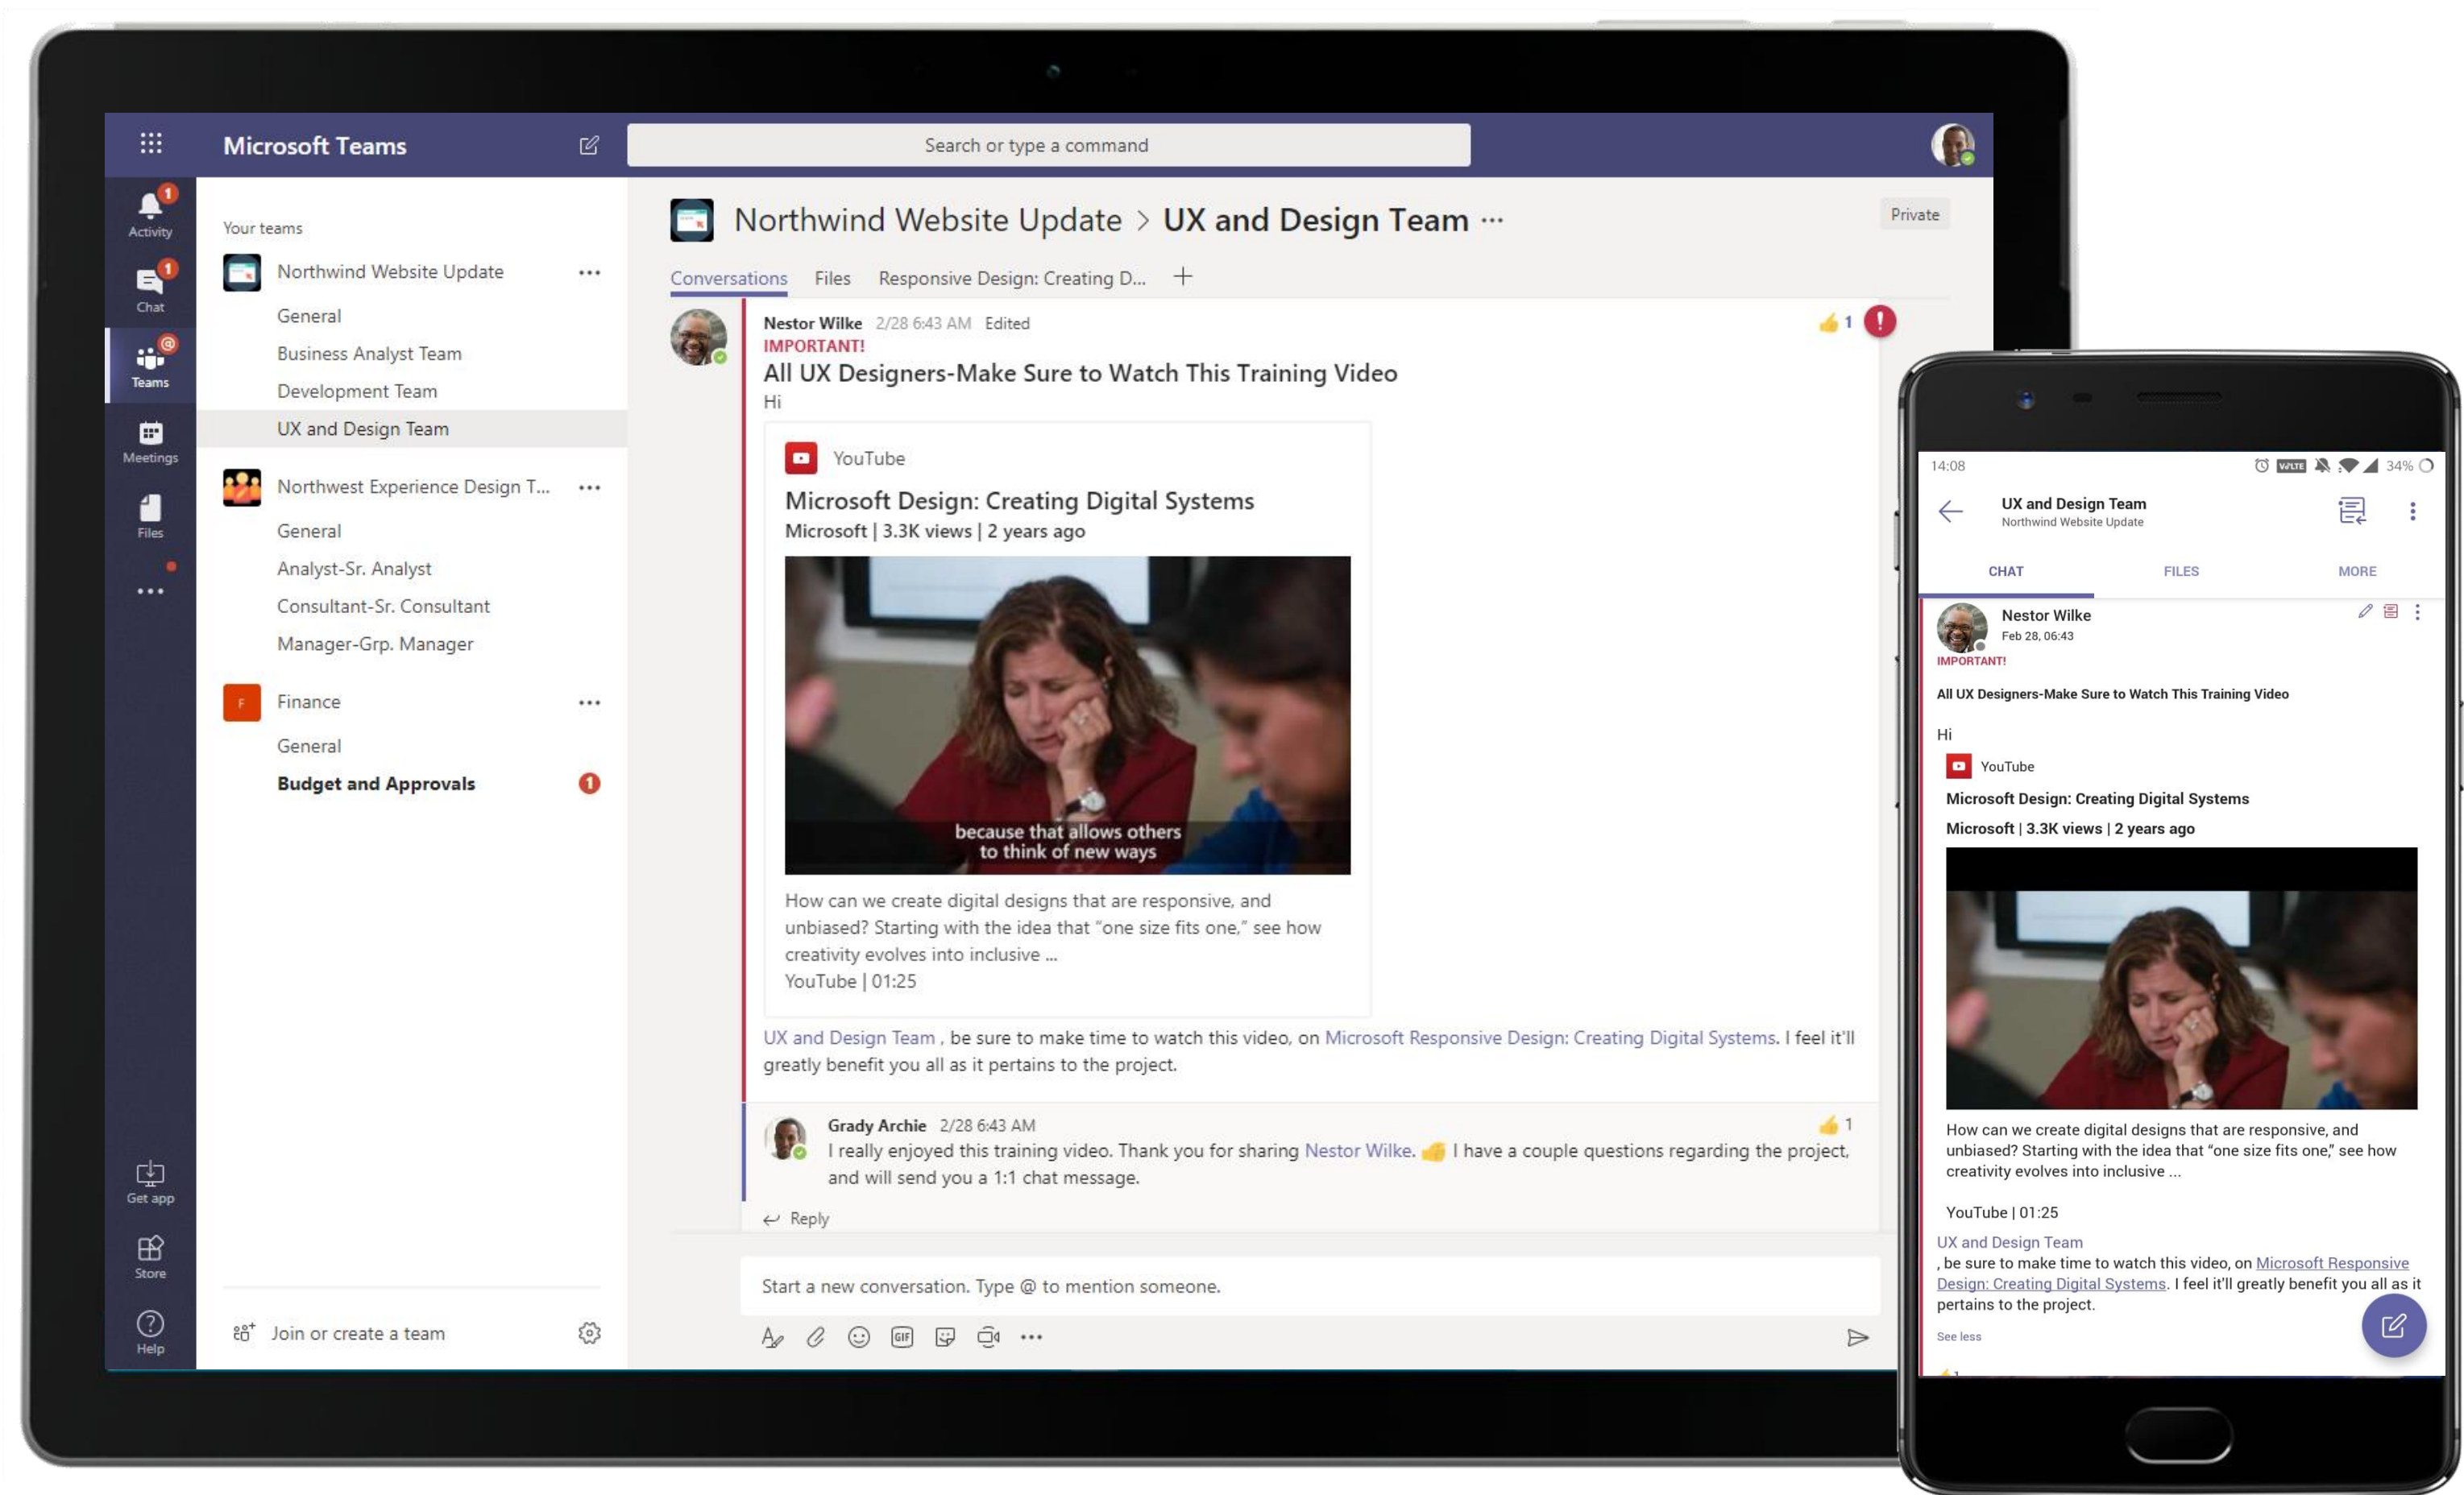 Microsoft Teams
Search or type a command
1
Activity
1
Chat
@
Teams
Meetings
Files
Get app
Store
Help
Your teams
Northwind Website Update
General
Business Analyst Team
Development Team
UX and Design Team
Northwest Experience Design T...
General
Analyst-Sr. Analyst
Consultant-Sr. Consultant
Manager-Grp. Manager
F
Finance
General
Budget and Approvals 1
Join or create a team
Northwind Website Update > UX and Design Team ...
Private
Conversations Files Responsive Design: Creating D... +
Nestor Wilke 2/28 6:43 AM Edited 👍 1 !
IMPORTANT!
All UX Designers-Make Sure to Watch This Training Video
Hi
YouTube
Microsoft Design: Creating Digital Systems
Microsoft | 3.3K views | 2 years ago
because that allows others
to think of new ways
How can we create digital designs that are responsive, and
unbiased? Starting with the idea that “one size fits one,” see how
creativity evolves into inclusive ...
YouTube | 01:25
UX and Design Team , be sure to make time to watch this video, on Microsoft Responsive Design: Creating Digital Systems. I feel it'll
greatly benefit you all as it pertains to the project.
Grady Archie 2/28 6:43 AM 👍 1
I really enjoyed this training video. Thank you for sharing Nestor Wilke. 👍 I have a couple questions regarding the project,
and will send you a 1:1 chat message.
Reply
Start a new conversation. Type @ to mention someone.
GIF
14:08 VoLTE 34%
UX and Design Team
Northwind Website Update
CHAT FILES MORE
Nestor Wilke
Feb 28, 06:43
IMPORTANT!
All UX Designers-Make Sure to Watch This Training Video
Hi
YouTube
Microsoft Design: Creating Digital Systems
Microsoft | 3.3K views | 2 years ago
How can we create digital designs that are responsive, and
unbiased? Starting with the idea that “one size fits one,” see how
creativity evolves into inclusive ...
YouTube | 01:25
UX and Design Team
, be sure to make time to watch this video, on Microsoft Responsive
Design: Creating Digital Systems. I feel it'll greatly benefit you all as it
pertains to the project.
See less